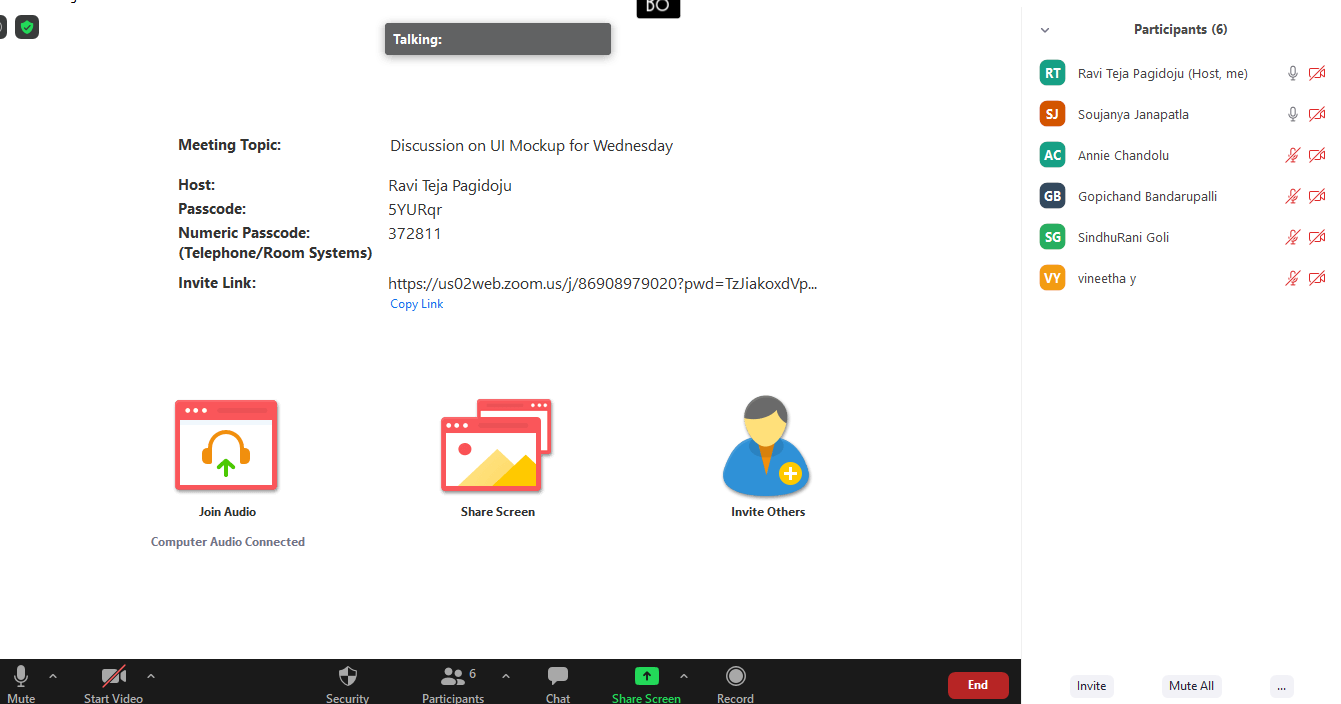 BO
Talking:
Participants (6)
RT Ravi Teja Pagidoju (Host, me)
SJ Soujanya Janapatla
AC Annie Chandolu
GB Gopichand Bandarupalli
SG SindhuRani Goli
VY vineetha y
Meeting Topic: Discussion on UI Mockup for Wednesday
Host: Ravi Teja Pagidoju
Passcode: 5YURqr
Numeric Passcode: 372811
(Telephone/Room Systems)
Invite Link: https://us02web.zoom.us/j/86908979020?pwd=TzJiakoxdVp...
Copy Link
Join Audio Share Screen Invite Others
Computer Audio Connected
6
Mute Start Video Security Participants Chat Share Screen Record End
Invite Mute All ...